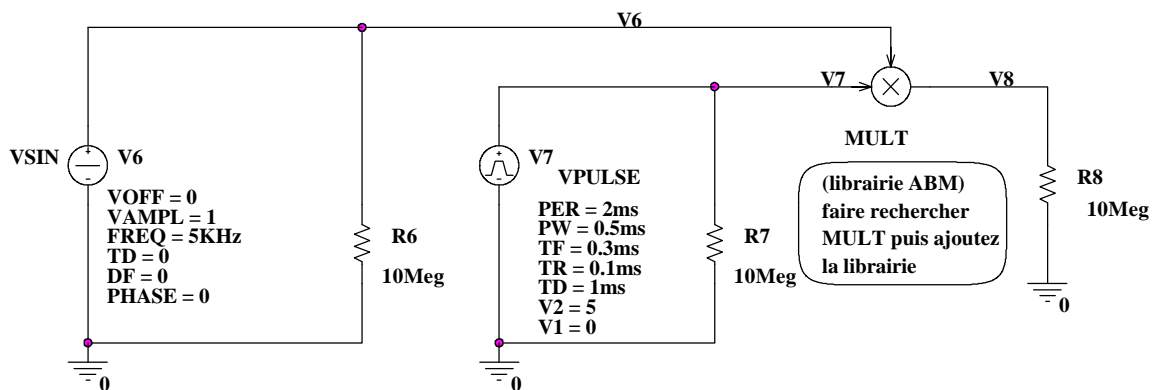 V6
V7
V8
VSIN
V6
VOFF = 0
VAMPL = 1
FREQ = 5KHz
TD = 0
DF = 0
PHASE = 0
R6
10Meg
0
V7
VPULSE
PER = 2ms
PW = 0.5ms
TF = 0.3ms
TR = 0.1ms
TD = 1ms
V2 = 5
V1 = 0
R7
10Meg
0
MULT
(librairie ABM)
faire rechercher
MULT puis ajoutez
la librairie
R8
10Meg
0